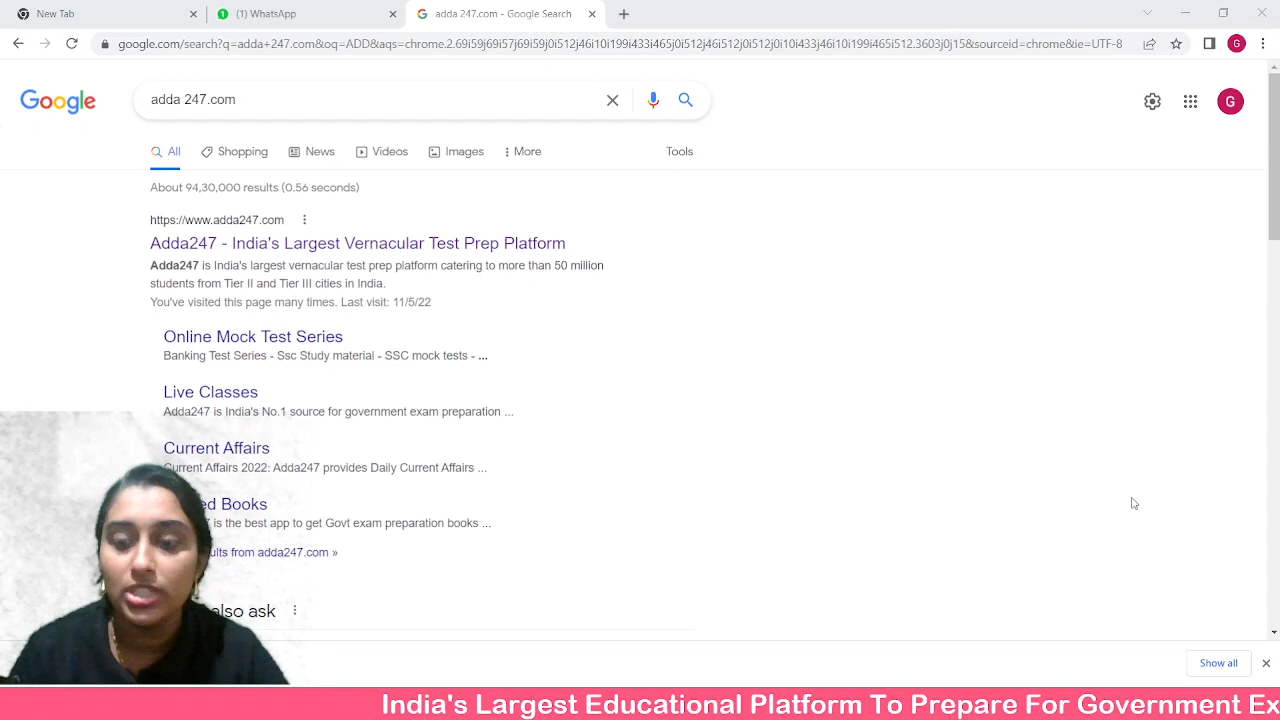 New Tab
(1) WhatsApp
adda 247.com - Google Search
google.com/search?q=adda+247.com&oq=ADD&aqs=chrome.2.69i59j69i57j69i60j0i512j46i10i199i433i465j0i512j46i10i512j0i10i433j46i10i199i465i512.3603j0j15&sourceid=chrome&ie=UTF-8
G
Google
adda 247.com
G
All
Shopping
News
Videos
Images
More
Tools
About 94,30,000 results (0.56 seconds)
https://www.adda247.com
Adda247 - India's Largest Vernacular Test Prep Platform
Adda247 is India's largest vernacular test prep platform catering to more than 50 million
students from Tier II and Tier III cities in India.
You've visited this page many times. Last visit: 11/5/22
Online Mock Test Series
Banking Test Series - Ssc Study material - SSC mock tests - ...
Live Classes
Adda247 is India's No.1 source for government exam preparation ...
Current Affairs
Current Affairs 2022: Adda247 provides Daily Current Affairs ...
Books
is the best app to get Govt exam preparation books ...
from adda247.com »
also ask
Show all
India's Largest Educational Platform To Prepare For Government Ex